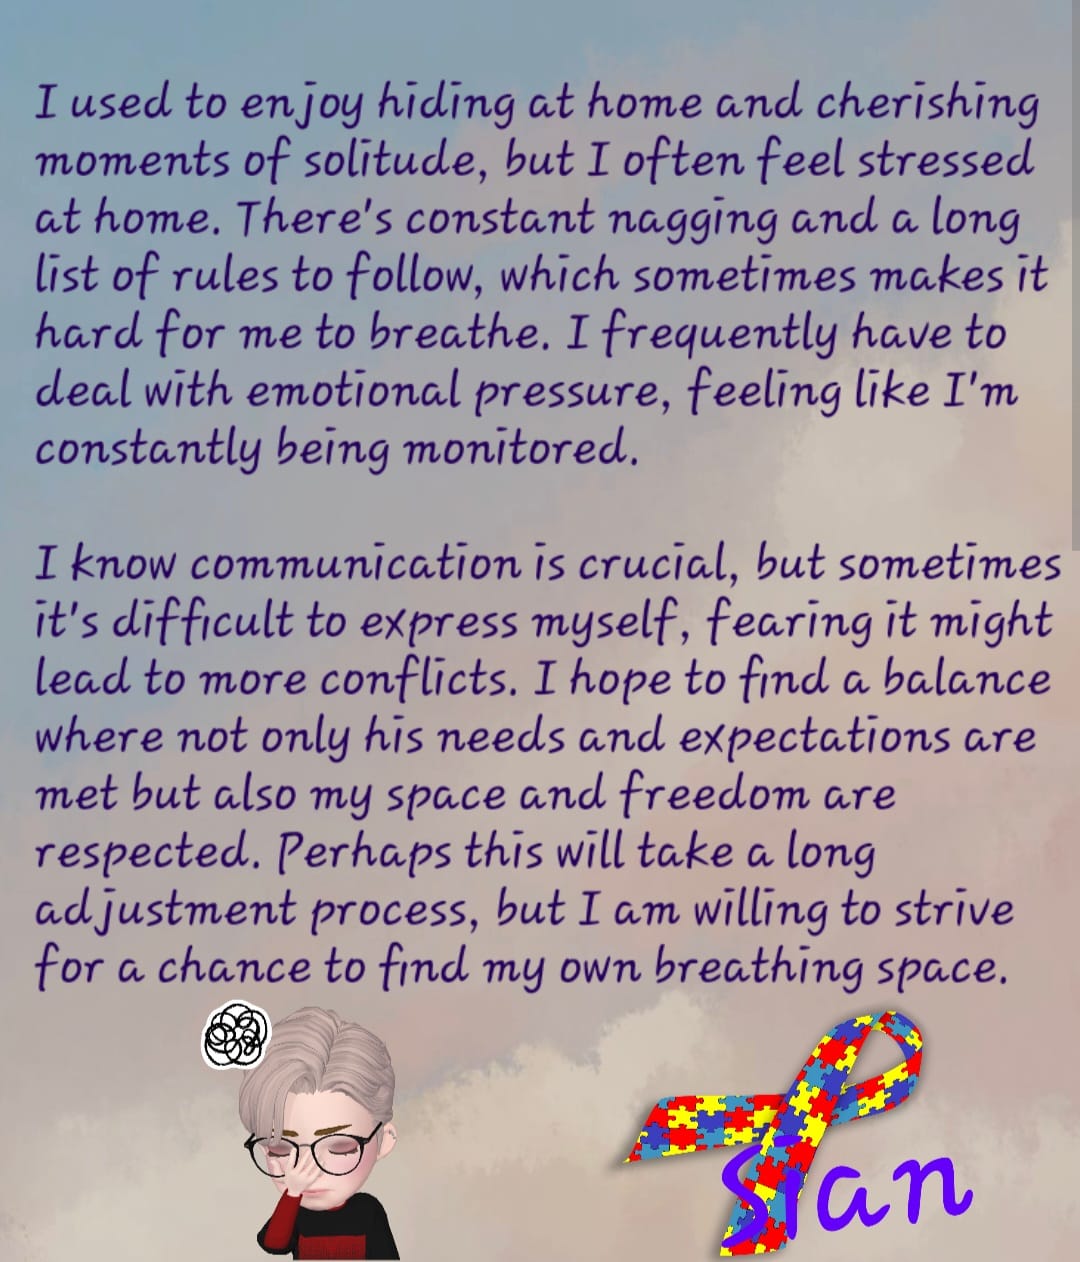 I used to enjoy hiding at home and cherishing
moments of solitude, but I often feel stressed
at home. There's constant nagging and a long
list of rules to follow, which sometimes makes it
hard for me to breathe. I frequently have to
deal with emotional pressure, feeling like I'm
constantly being monitored.
I know communication is crucial, but sometimes
it's difficult to express myself, fearing it might
lead to more conflicts. I hope to find a balance
where not only his needs and expectations are
met but also my space and freedom are
respected. Perhaps this will take a long
adjustment process, but I am willing to strive
for a chance to find my own breathing space.
Sian